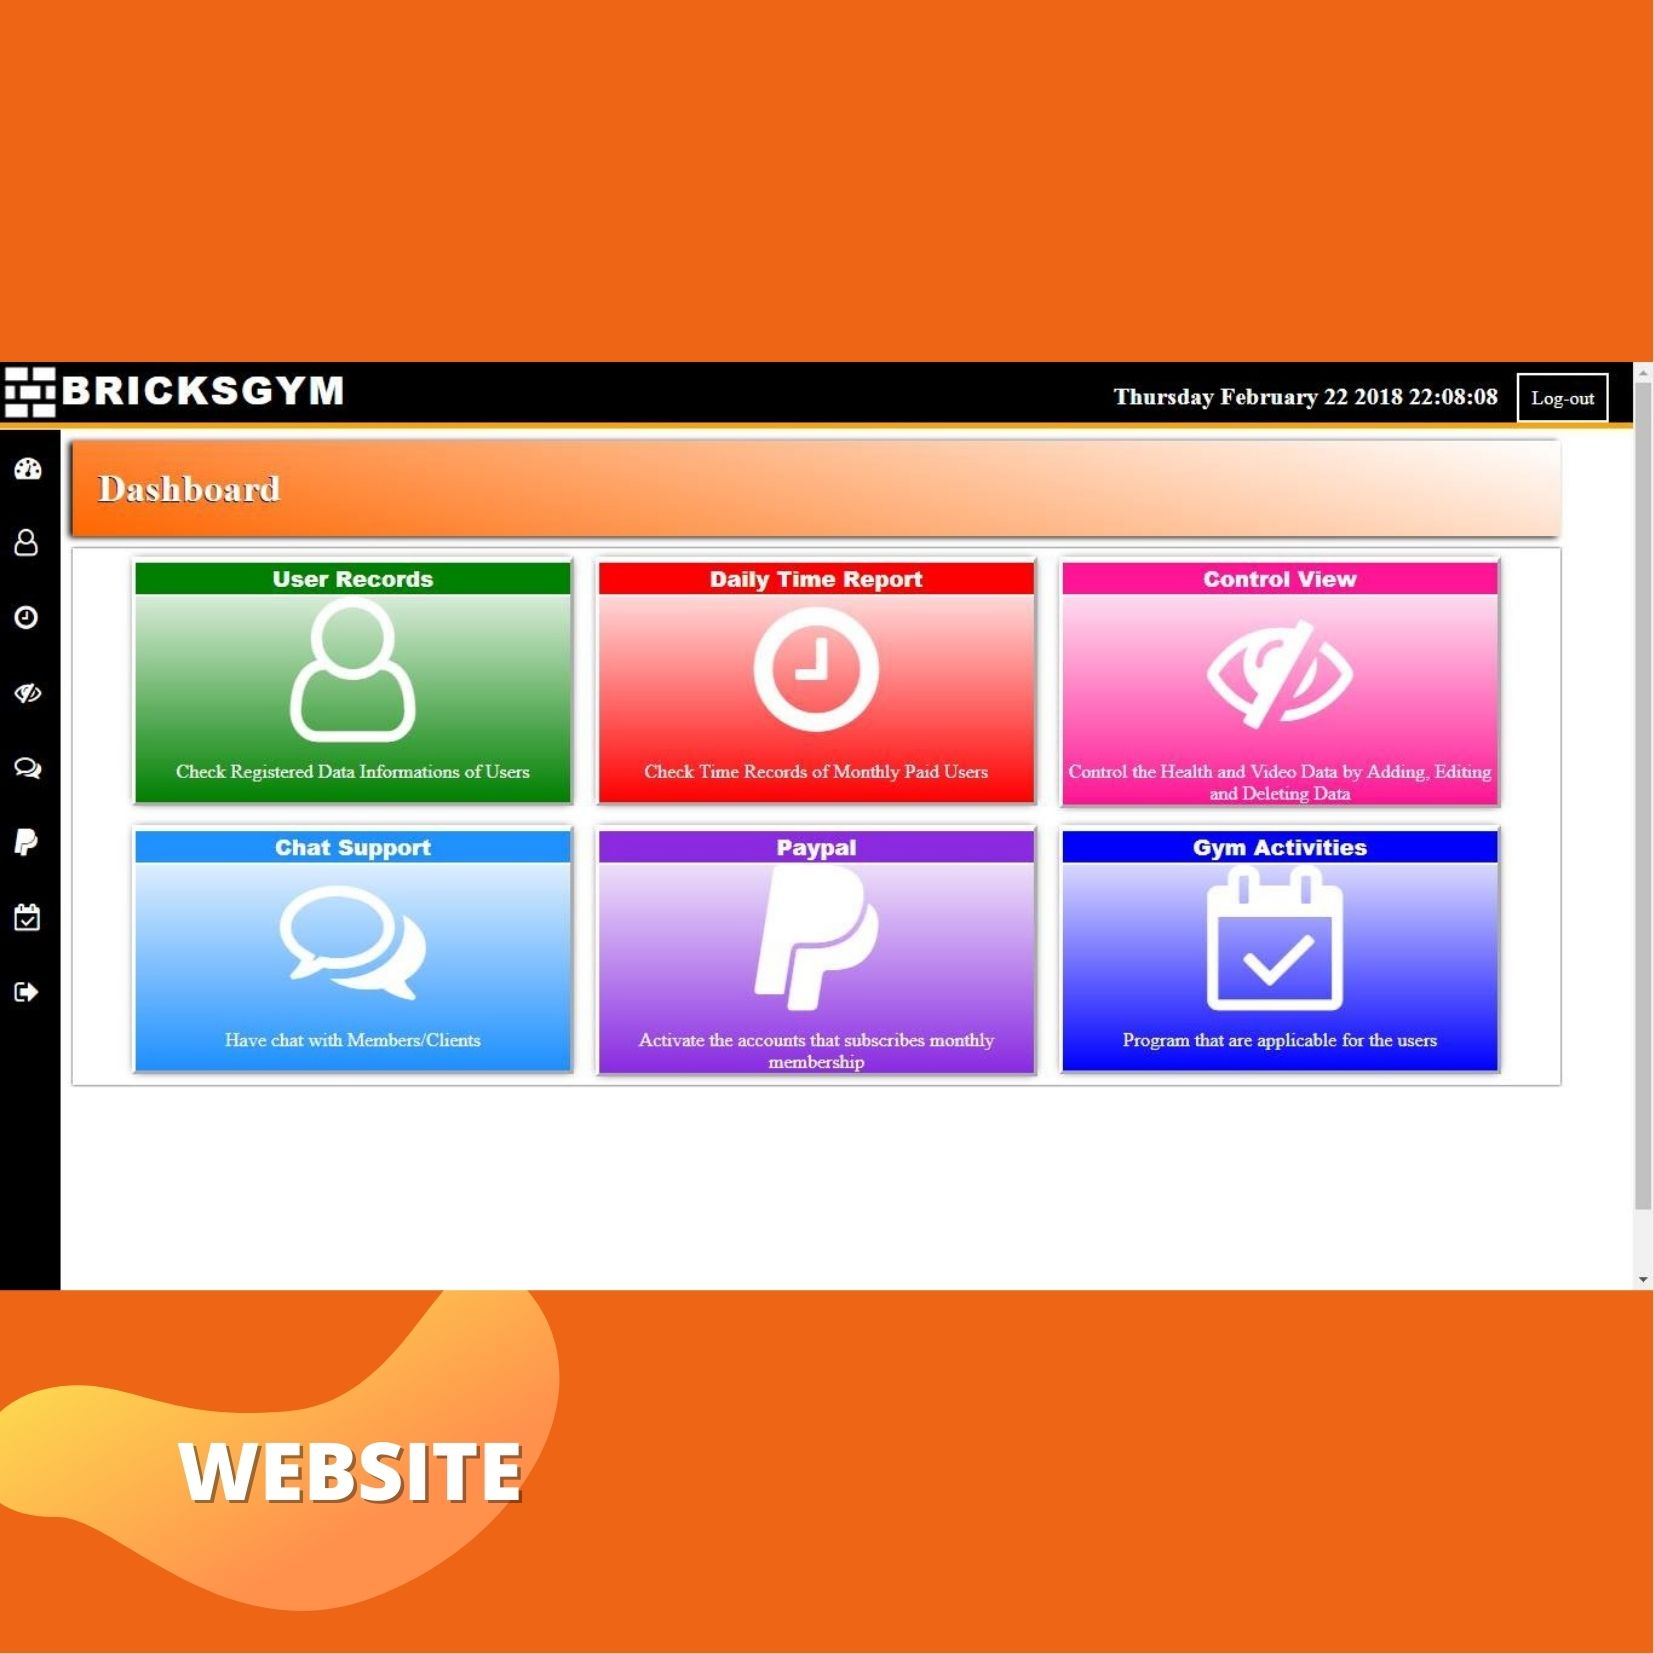 BRICKSGYM
Thursday February 22 2018 22:08:08
Log-out
Dashboard
User Records
Check Registered Data Informations of Users
Daily Time Report
Check Time Records of Monthly Paid Users
Control View
Control the Health and Video Data by Adding, Editing
and Deleting Data
Chat Support
Have chat with Members/Clients
Paypal
Activate the accounts that subscribes monthly
membership
Gym Activities
Program that are applicable for the users
WEBSITE